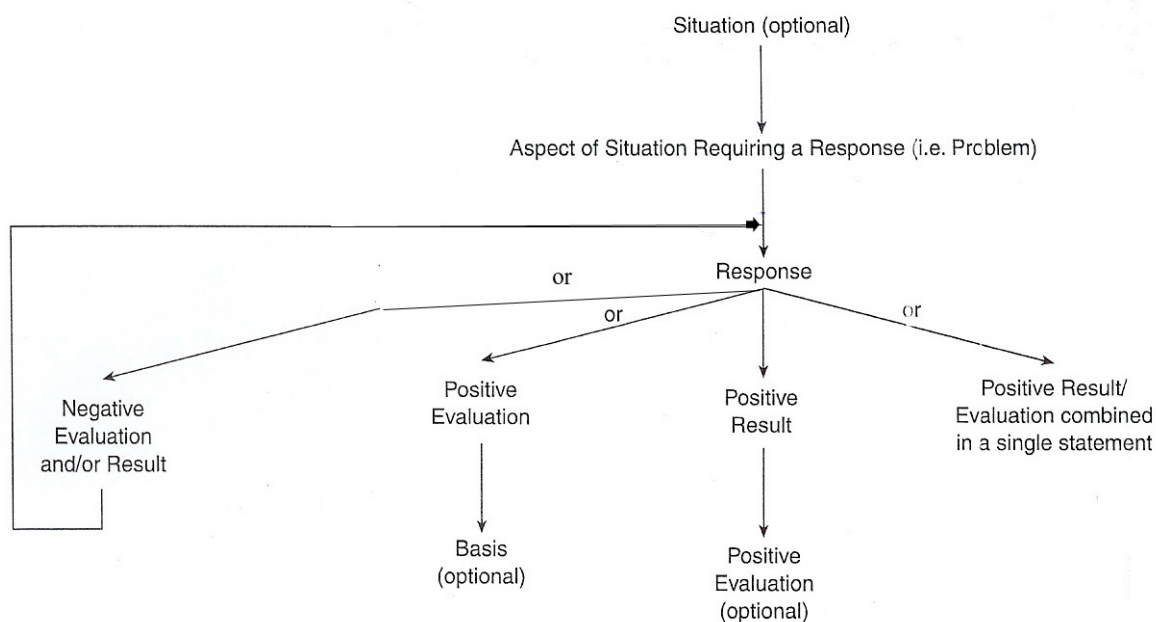 Situation (optional)
Aspect of Situation Requiring a Response (i.e. Prcblem)
Response
or
or
or
Negative
Evaluation
and/or Result
Positive
Evaluation
Positive
Result
Positive Result/
Evaluation combined
in a single statement
Basis
(optional)
Positive
Evaluation
(optional)